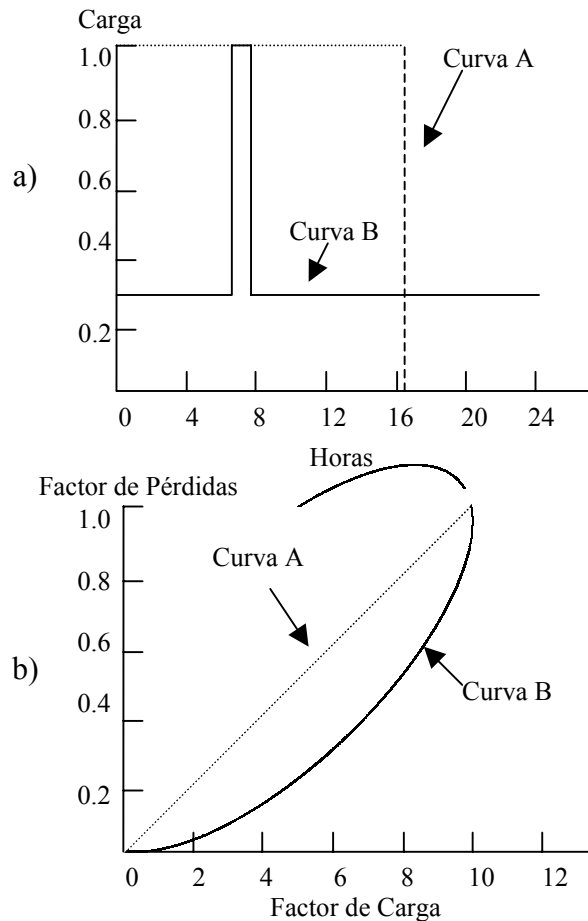 Carga
1.0
Curva A
0.8
a)
0.6
Curva B
0.4
0.2
0 4 8 12 16 20 24
Horas
Factor de Pérdidas
1.0
Curva A
0.8
b)
0.6
Curva B
0.4
0.2
0 2 4 6 8 10 12
Factor de Carga